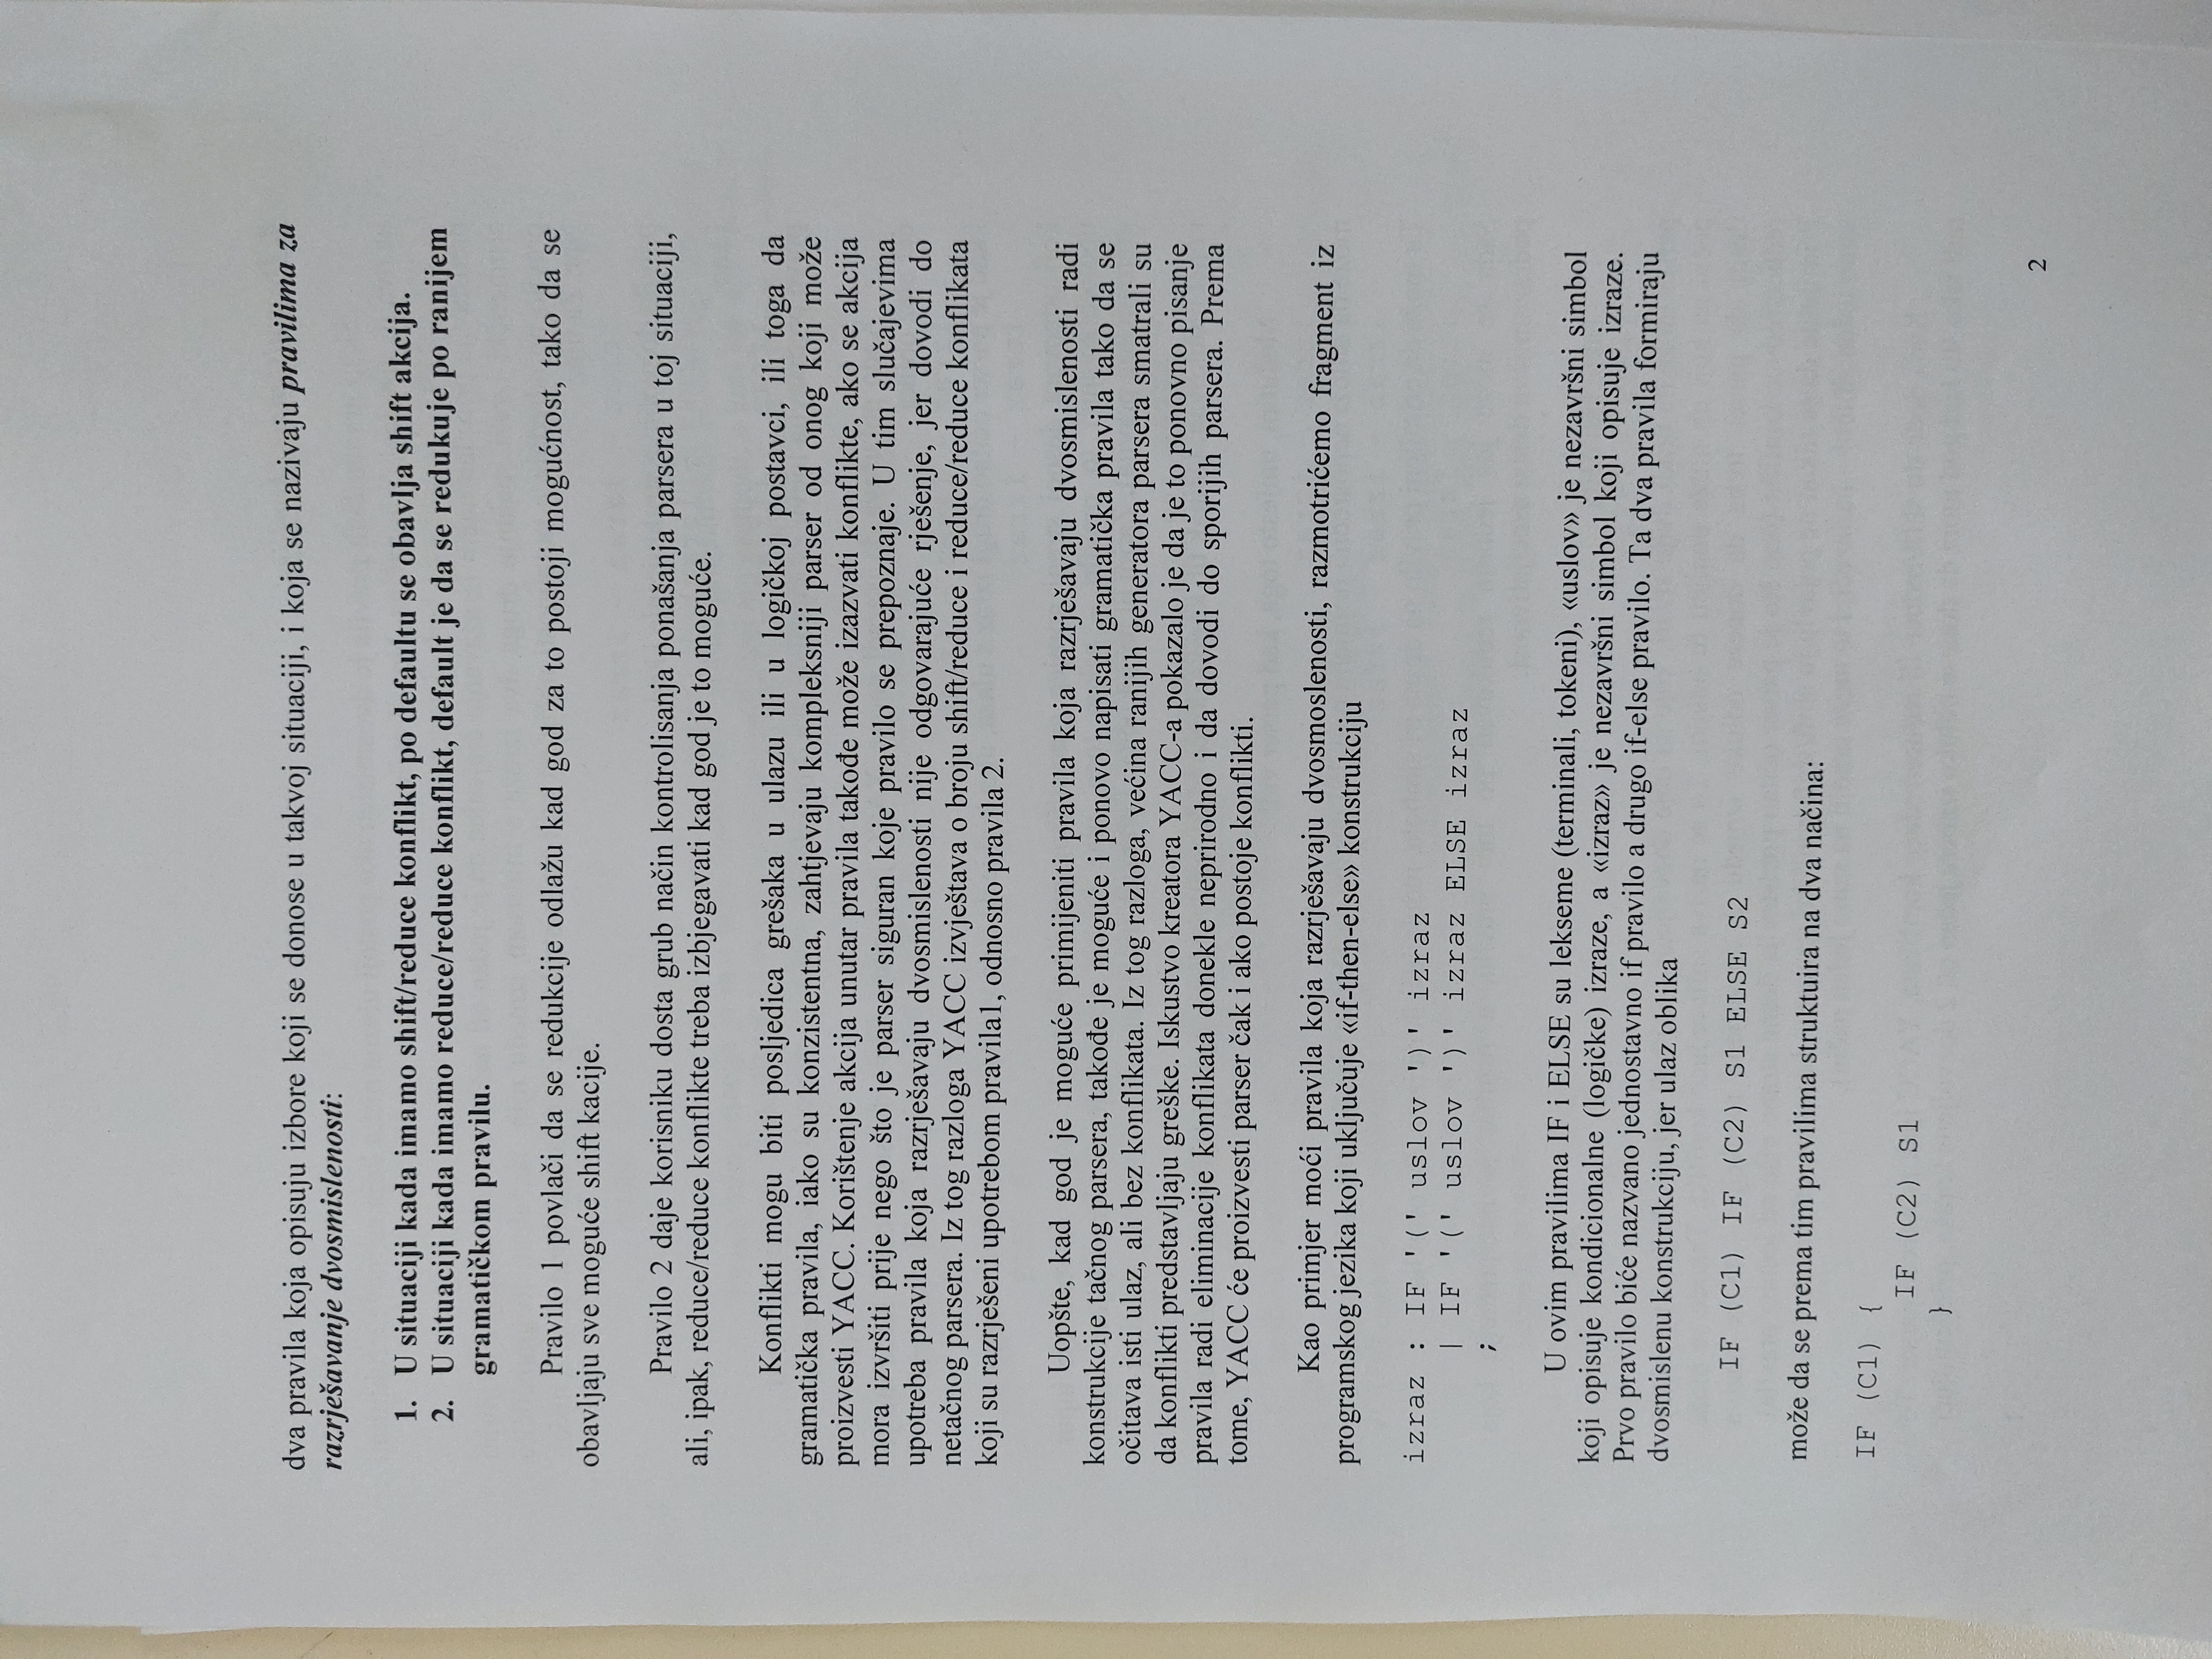 dva pravila koja opisuju izbore koji se donose u takvoj situaciji, i koja se nazivaju pravilima za
razrješavanje dvosmislenosti:
1. U situaciji kada imamo shift/reduce konflikt, po defaultu se obavlja shift akcija.
2. U situaciji kada imamo reduce/reduce konflikt, default je da se redukuje po ranijem
gramatičkom pravilu.
Pravilo 1 povlači da se redukcije odlažu kad god za to postoji mogućnost, tako da se
obavljaju sve moguće shift kacije.
Pravilo 2 daje korisniku dosta grub način kontrolisanja ponašanja parsera u toj situaciji,
ali, ipak, reduce/reduce konflikte treba izbjegavati kad god je to moguće.
Konflikti mogu biti posljedica grešaka u ulazu ili u logičkoj postavci, ili toga da
gramatička pravila, iako su konzistentna, zahtjevaju kompleksniji parser od onog koji može
proizvesti YACC. Korištenje akcija unutar pravila takođe može izazvati konflikte, ako se akcija
mora izvršiti prije nego što je parser siguran koje pravilo se prepoznaje. U tim slučajevima
upotreba pravila koja razrješavaju dvosmislenosti nije odgovarajuće rješenje, jer dovodi do
netačnog parsera. Iz tog razloga YACC izvještava o broju shift/reduce i reduce/reduce konflikata
koji su razrješeni upotrebom pravila1, odnosno pravila 2.
Uopšte, kad god je moguće primijeniti pravila koja razrješavaju dvosmislenosti radi
konstrukcije tačnog parsera, takođe je moguće i ponovo napisati gramatička pravila tako da se
očitava isti ulaz, ali bez konflikata. Iz tog razloga, većina ranijih generatora parsera smatrali su
da konflikti predstavljaju greške. Iskustvo kreatora YACC-a pokazalo je da je to ponovno pisanje
pravila radi eliminacije konflikata donekle neprirodno i da dovodi do sporijih parsera. Prema
tome, YACC će proizvesti parser čak i ako postoje konflikti.
Kao primjer moći pravila koja razrješavaju dvosmoslenosti, razmotrićemo fragment iz
programskog jezika koji uključuje «if-then-else» konstrukciju
izraz : IF '(' uslov ')' izraz
| IF '(' uslov ')' izraz ELSE izraz
;
U ovim pravilima IF i ELSE su lekseme (terminali, tokeni), «uslov» je nezavršni simbol
koji opisuje kondicionalne (logičke) izraze, a «izraz» je nezavršni simbol koji opisuje izraze.
Prvo pravilo biće nazvano jednostavno if pravilo a drugo if-else pravilo. Ta dva pravila formiraju
dvosmislenu konstrukciju, jer ulaz oblika
IF (C1) IF (C2) S1 ELSE S2
može da se prema tim pravilima struktuira na dva načina:
IF (C1) {
IF (C2) S1
}
2